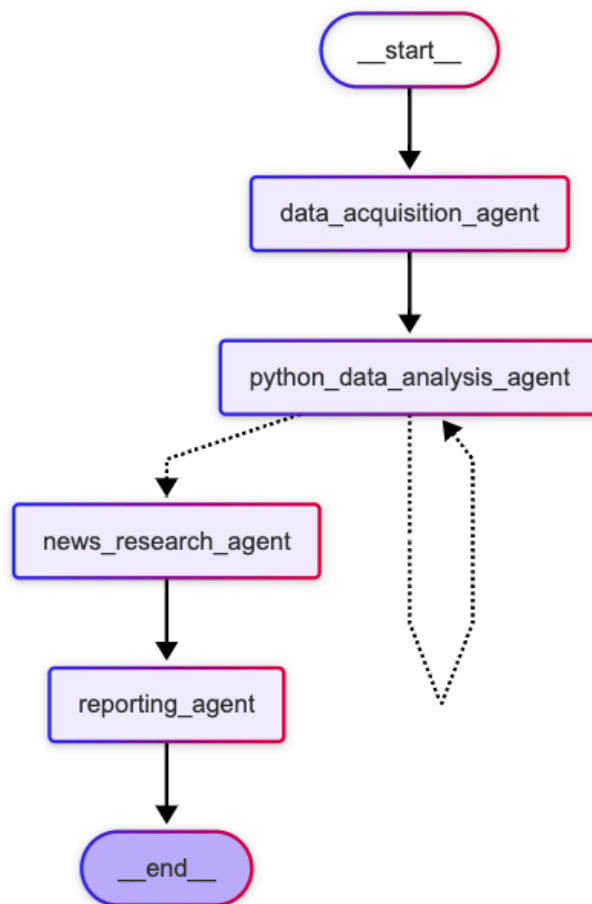 __start__
data_acquisition_agent
python_data_analysis_agent
news_research_agent
reporting_agent
__end__